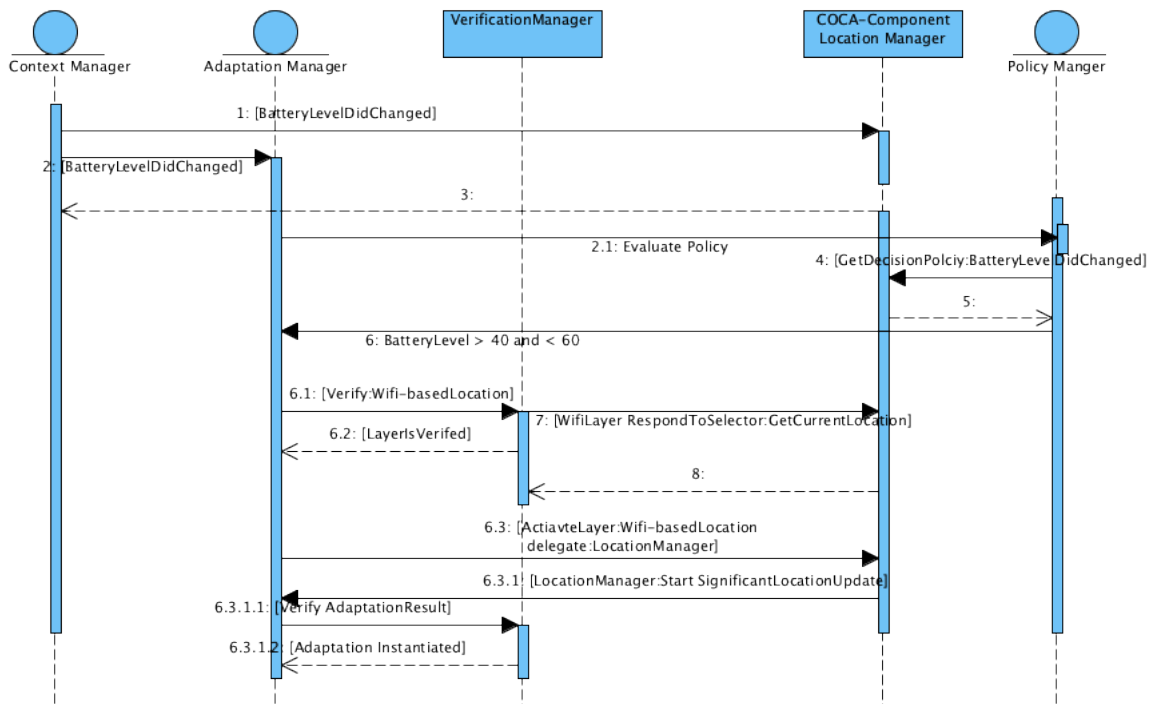 VerificationManager
COCA-Component
Location Manager
Context Manager
Adaptation Manager
Policy Manger
1: [BatteryLevelDidChanged]
2: [BatteryLevelDidChanged]
3:
2.1: Evaluate Policy
4: [GetDecisionPolciy:BatteryLevelDidChanged]
5:
6: BatteryLevel > 40 and < 60
6.1: [Verify:Wifi-basedLocation]
7: [WifiLayer RespondToSelector:GetCurrentLocation]
6.2: [LayerIsVerifed]
8:
6.3: [ActiavteLayer:Wifi-basedLocation
delegate:LocationManager]
6.3.1: [LocationManager:Start SignificantLocationUpdate]
6.3.1.1: [Verify AdaptationResult]
6.3.1.2: [Adaptation Instantiated]